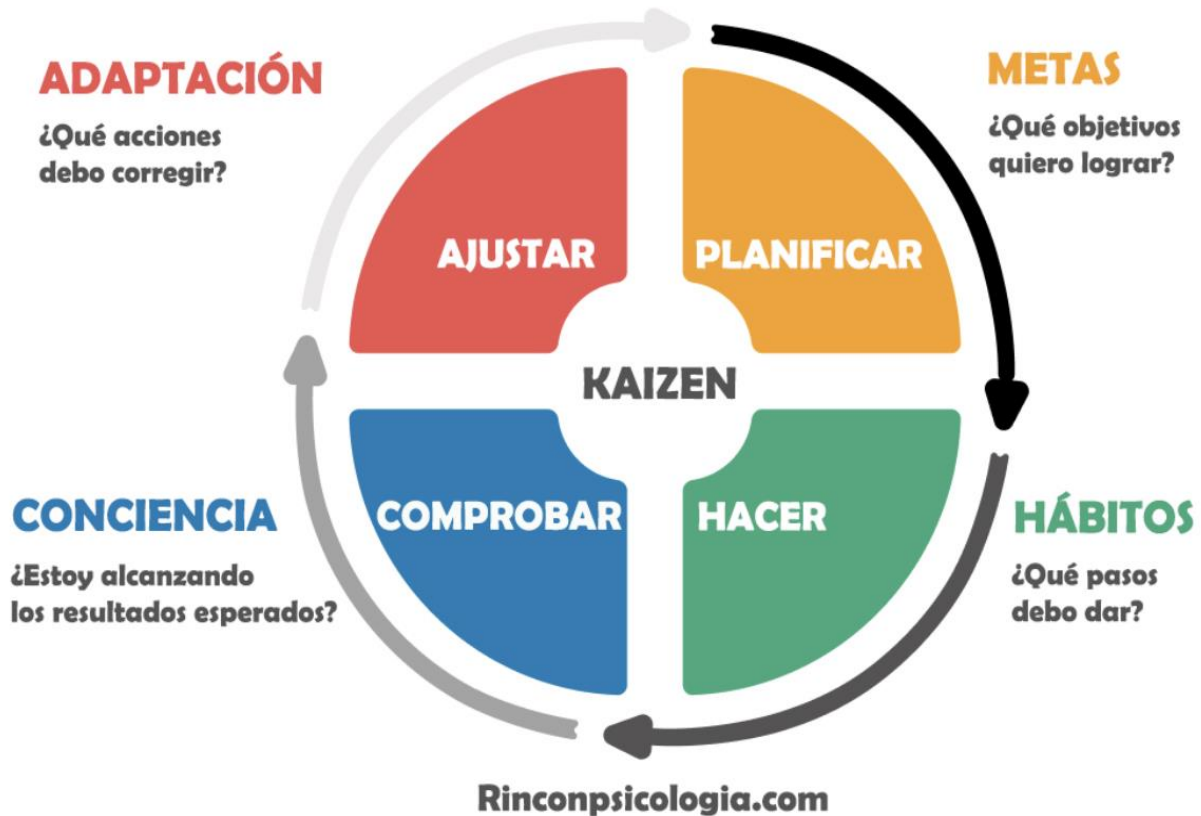 ADAPTACIÓN
¿Qué acciones
debo corregir?
METAS
¿Qué objetivos
quiero lograr?
AJUSTAR
PLANIFICAR
KAIZEN
COMPROBAR
HACER
CONCIENCIA
¿Estoy alcanzando
los resultados esperados?
HÁBITOS
¿Qué pasos
debo dar?
Rinconpsicologia.com